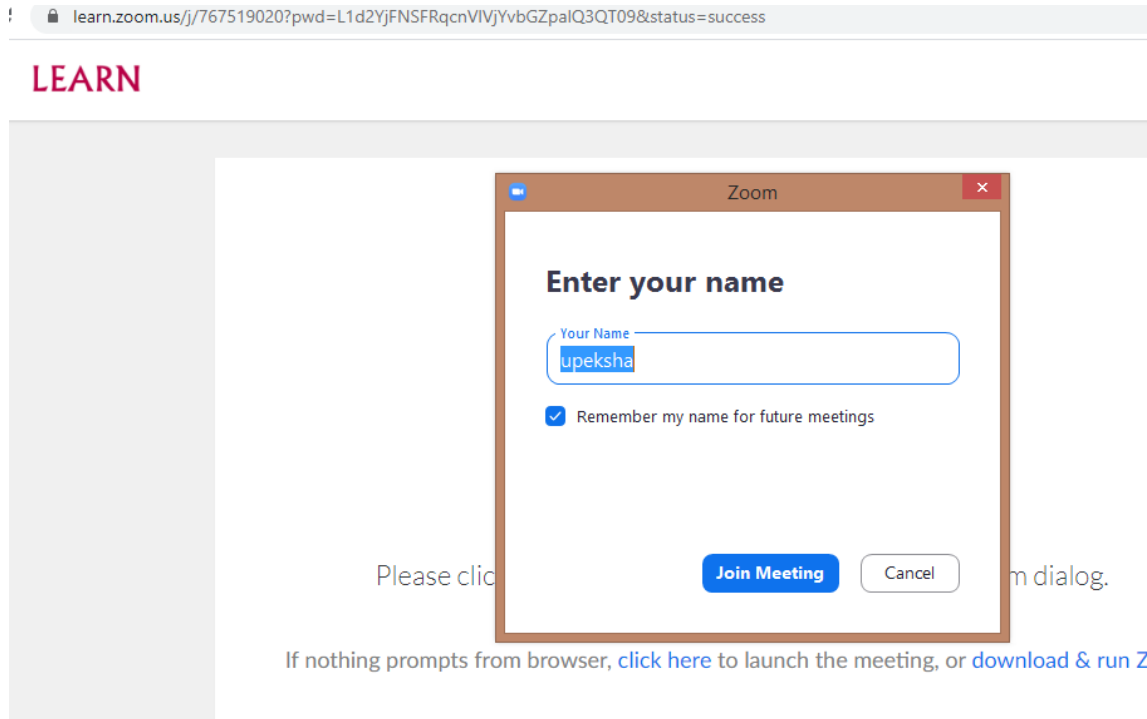 learn.zoom.us/j/767519020?pwd=L1d2YjFNSFRqcnVlVjYvbGZpalQ3QT09&status=success
LEARN
Zoom
Enter your name
Your Name
upeksha
Remember my name for future meetings
Join Meeting
Cancel
Please clic m dialog.
If nothing prompts from browser, click here to launch the meeting, or download & run Z